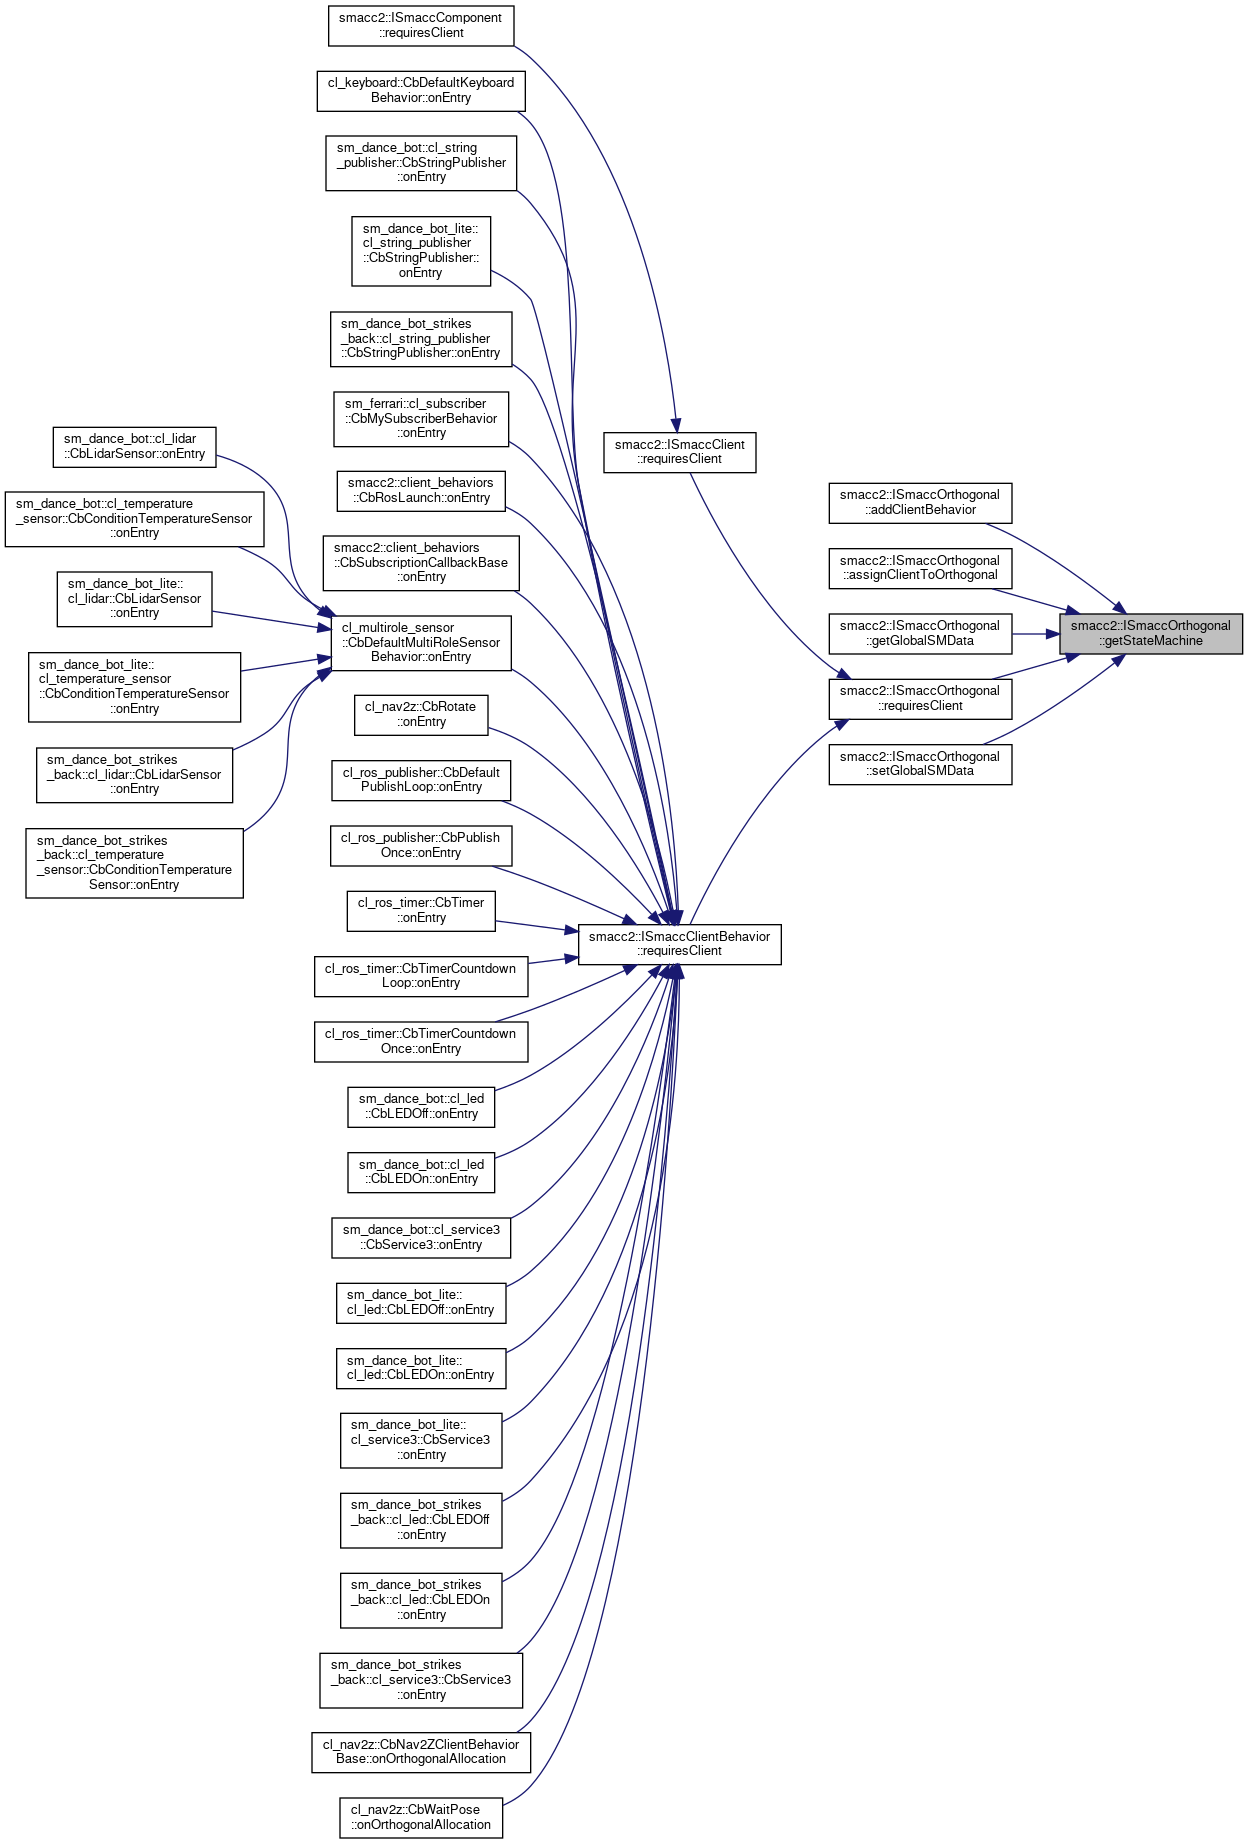 smacc2::ISmaccComponent
::requiresClient
cl_keyboard::CbDefaultKeyboard
Behavior::onEntry
sm_dance_bot::cl_string
_publisher::CbStringPublisher
::onEntry
sm_dance_bot_lite::
cl_string_publisher
::CbStringPublisher::
onEntry
sm_dance_bot_strikes
_back::cl_string_publisher
::CbStringPublisher::onEntry
sm_ferrari::cl_subscriber
::CbMySubscriberBehavior
::onEntry
smacc2::client_behaviors
::CbRosLaunch::onEntry
smacc2::client_behaviors
::CbSubscriptionCallbackBase
::onEntry
cl_multirole_sensor
::CbDefaultMultiRoleSensor
Behavior::onEntry
cl_nav2z::CbRotate
::onEntry
cl_ros_publisher::CbDefault
PublishLoop::onEntry
cl_ros_publisher::CbPublish
Once::onEntry
cl_ros_timer::CbTimer
::onEntry
cl_ros_timer::CbTimerCountdown
Loop::onEntry
cl_ros_timer::CbTimerCountdown
Once::onEntry
sm_dance_bot::cl_led
::CbLEDOff::onEntry
sm_dance_bot::cl_led
::CbLEDOn::onEntry
sm_dance_bot::cl_service3
::CbService3::onEntry
sm_dance_bot_lite::
cl_led::CbLEDOff::onEntry
sm_dance_bot_lite::
cl_led::CbLEDOn::onEntry
sm_dance_bot_lite::
cl_service3::CbService3
::onEntry
sm_dance_bot_strikes
_back::cl_led::CbLEDOff
::onEntry
sm_dance_bot_strikes
_back::cl_led::CbLEDOn
::onEntry
sm_dance_bot_strikes
_back::cl_service3::CbService3
::onEntry
cl_nav2z::CbNav2ZClientBehavior
Base::onOrthogonalAllocation
cl_nav2z::CbWaitPose
::onOrthogonalAllocation
sm_dance_bot::cl_lidar
::CbLidarSensor::onEntry
sm_dance_bot::cl_temperature
_sensor::CbConditionTemperatureSensor
::onEntry
sm_dance_bot_lite::
cl_lidar::CbLidarSensor
::onEntry
sm_dance_bot_lite::
cl_temperature_sensor
::CbConditionTemperatureSensor
::onEntry
sm_dance_bot_strikes
_back::cl_lidar::CbLidarSensor
::onEntry
sm_dance_bot_strikes
_back::cl_temperature
_sensor::CbConditionTemperature
Sensor::onEntry
smacc2::ISmaccClient
::requiresClient
smacc2::ISmaccClientBehavior
::requiresClient
smacc2::ISmaccOrthogonal
::addClientBehavior
smacc2::ISmaccOrthogonal
::assignClientToOrthogonal
smacc2::ISmaccOrthogonal
::getGlobalSMData
smacc2::ISmaccOrthogonal
::requiresClient
smacc2::ISmaccOrthogonal
::setGlobalSMData
smacc2::ISmaccOrthogonal
::getStateMachine